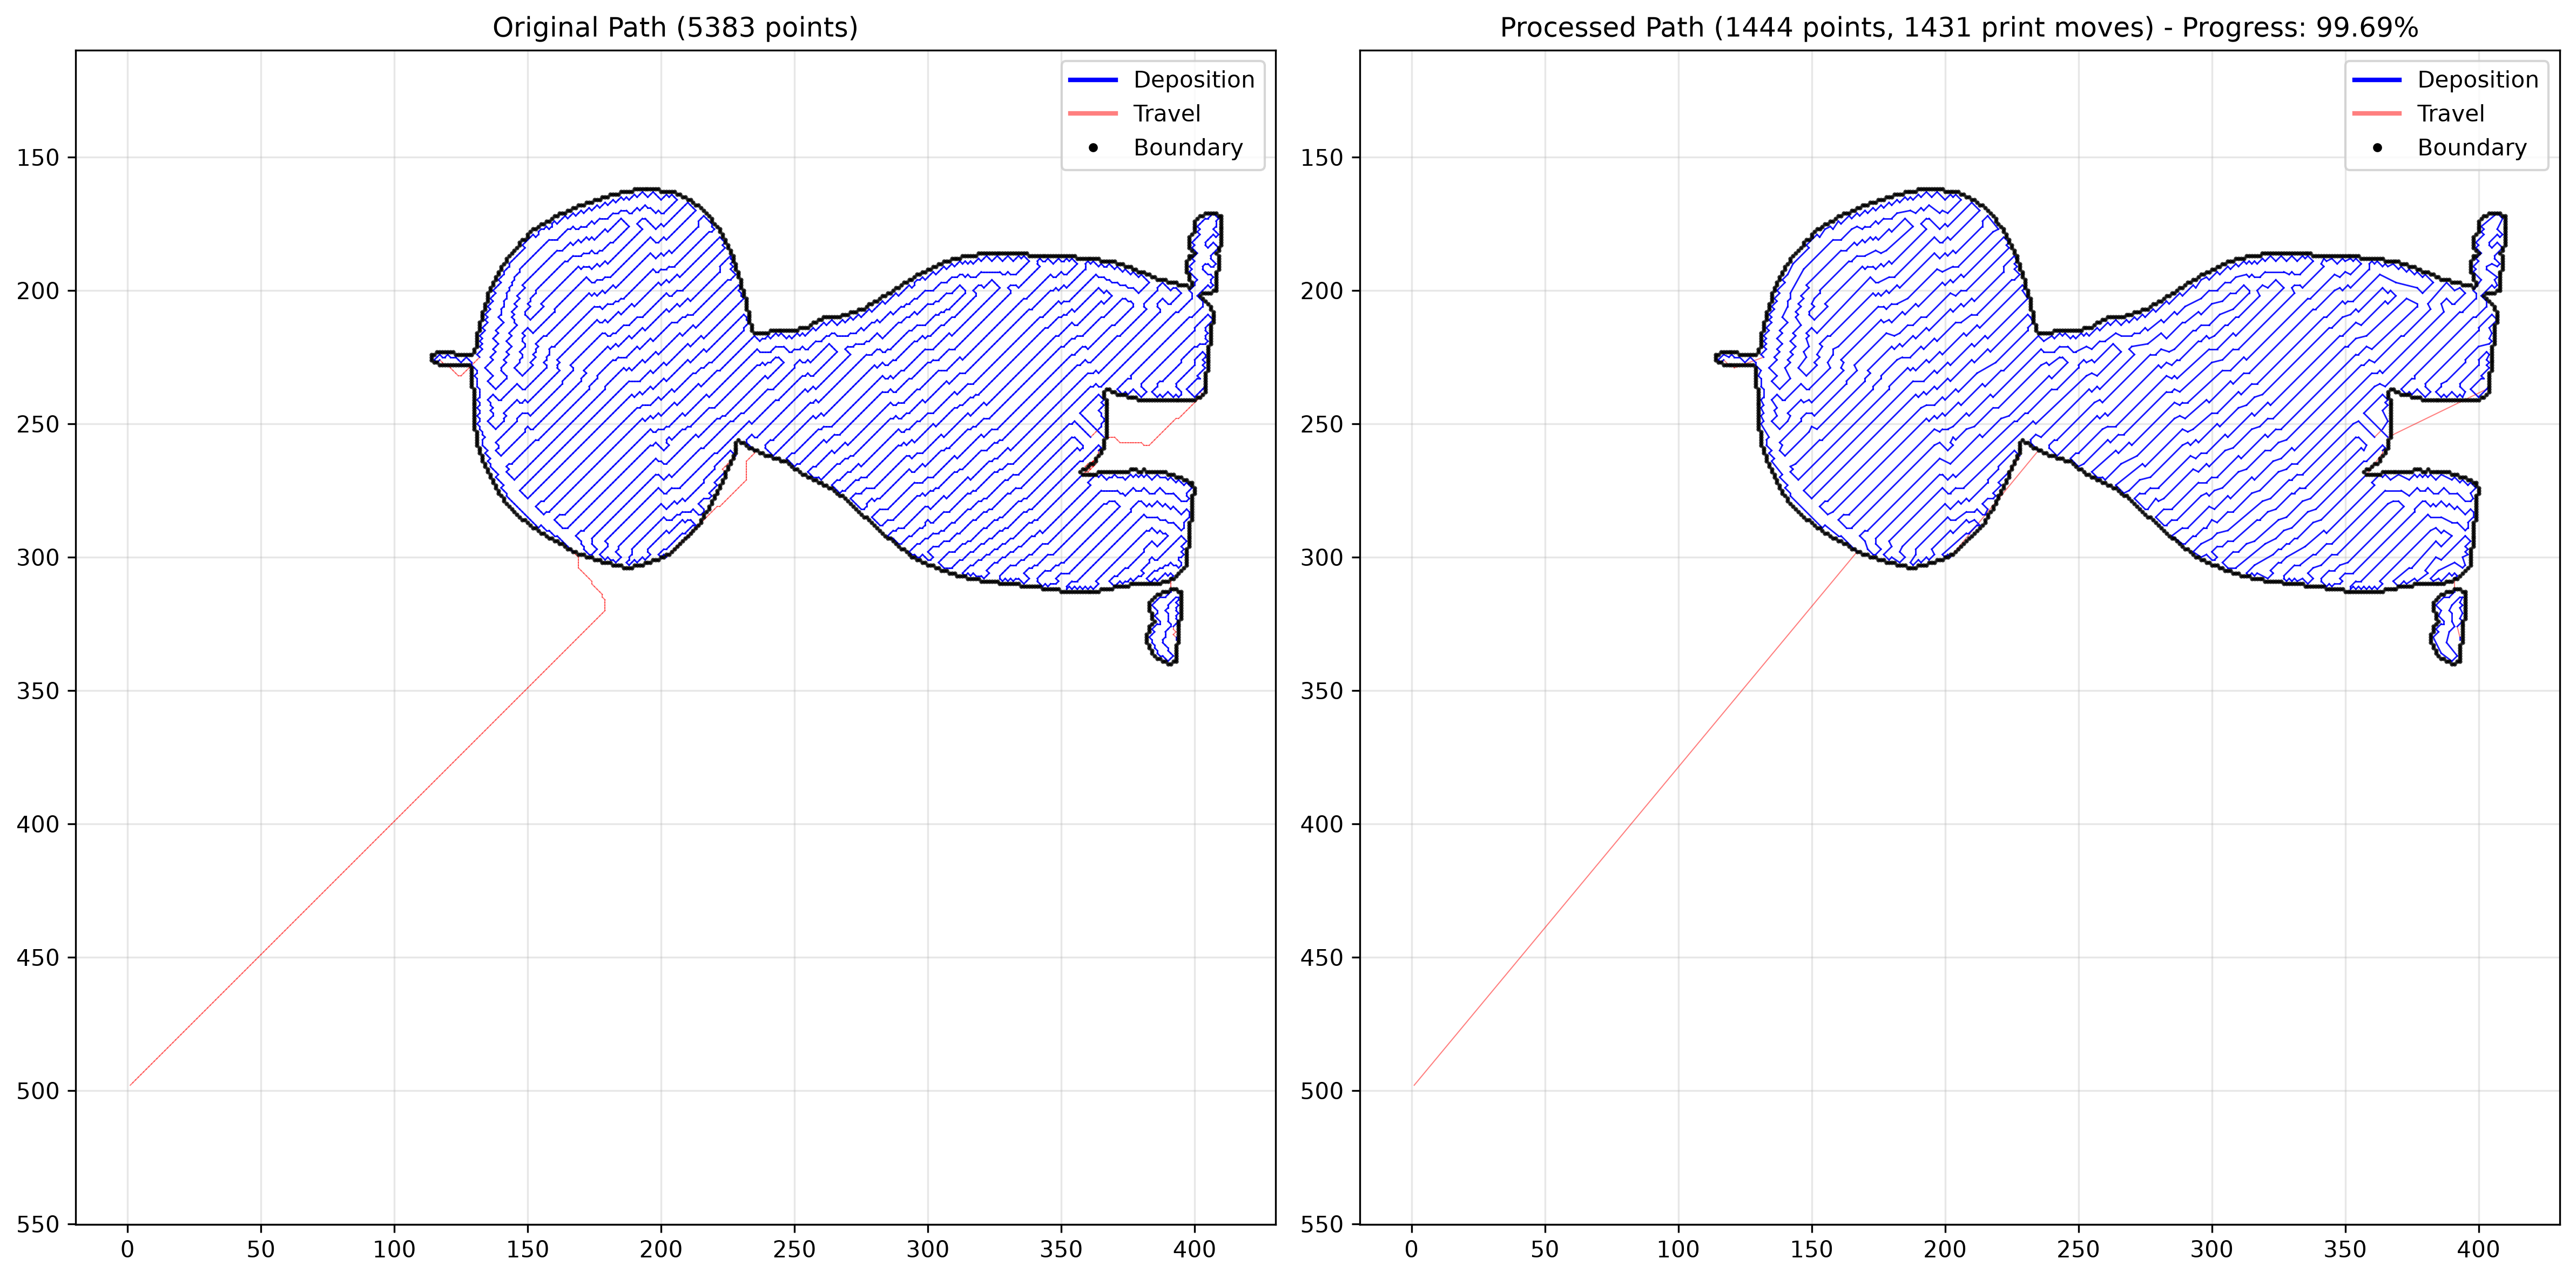 Original Path (5383 points)
Deposition
Travel
Boundary
150
200
250
300
350
400
450
500
550
0 50 100 150 200 250 300 350 400
Processed Path (1444 points, 1431 print moves) - Progress: 99.69%
Deposition
Travel
Boundary
150
200
250
300
350
400
450
500
550
0 50 100 150 200 250 300 350 400